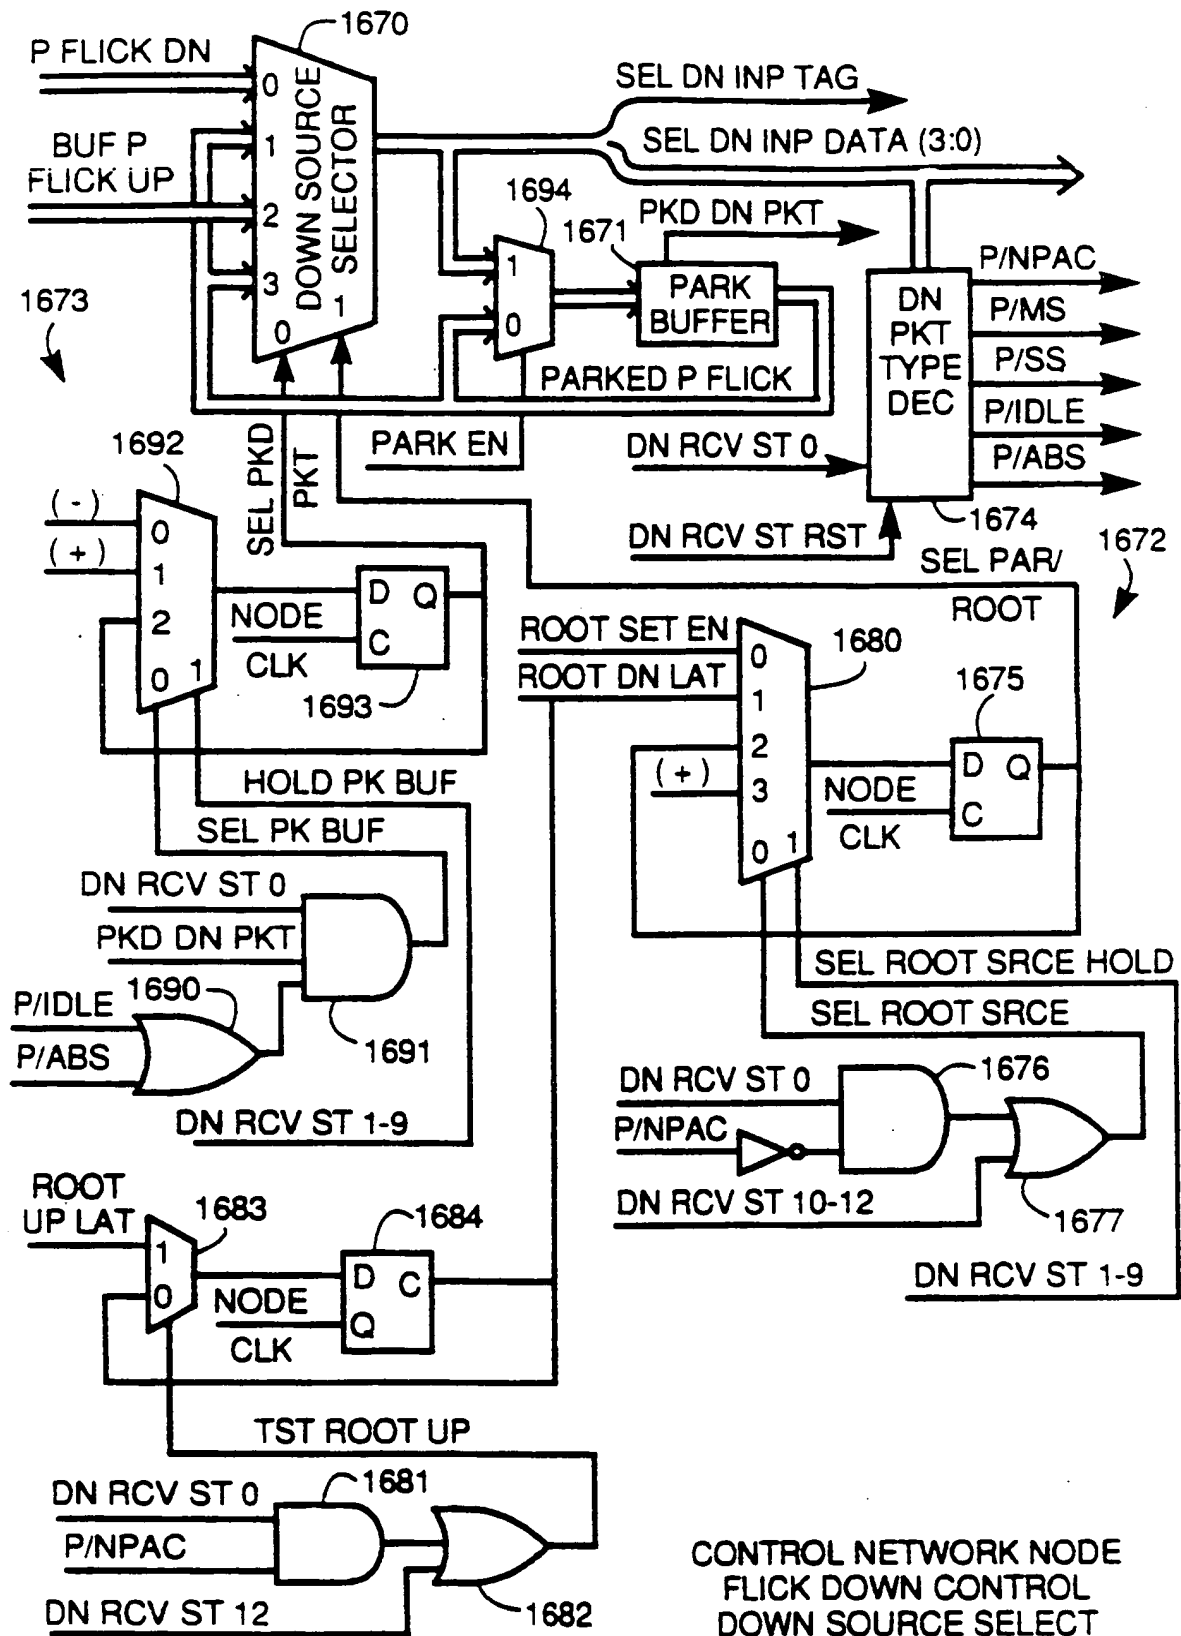 1670
P FLICK DN
0
DOWN SOURCE
SELECTOR
SEL DN INP TAG
BUF P
FLICK UP
1
SEL DN INP DATA (3:0)
2
1694
1671
PKD DN PKT
3
1
0
PARK
BUFFER
P/NPAC
1673
0
1
DN
PKT
TYPE
DEC
P/MS
P/SS
P/IDLE
P/ABS
PARKED P FLICK
PARK EN
DN RCV ST 0
1692
SEL PKD
PKT
DN RCV ST RST
1674
1672
(-)
0
(+)
1
2
0
1
D
Q
C
NODE
CLK
1693
SEL PAR/
ROOT
ROOT SET EN
0
1680
ROOT DN LAT
1
1675
2
(+)
3
0
1
D
Q
C
NODE
CLK
HOLD PK BUF
SEL PK BUF
DN RCV ST 0
PKD DN PKT
1690
P/IDLE
P/ABS
1691
DN RCV ST 1-9
SEL ROOT SRCE HOLD
SEL ROOT SRCE
1676
DN RCV ST 0
P/NPAC
DN RCV ST 10-12
1677
DN RCV ST 1-9
ROOT
UP LAT
1683
1684
1
0
D
C
Q
NODE
CLK
TST ROOT UP
1681
DN RCV ST 0
P/NPAC
DN RCV ST 12
1682
CONTROL NETWORK NODE
FLICK DOWN CONTROL
DOWN SOURCE SELECT